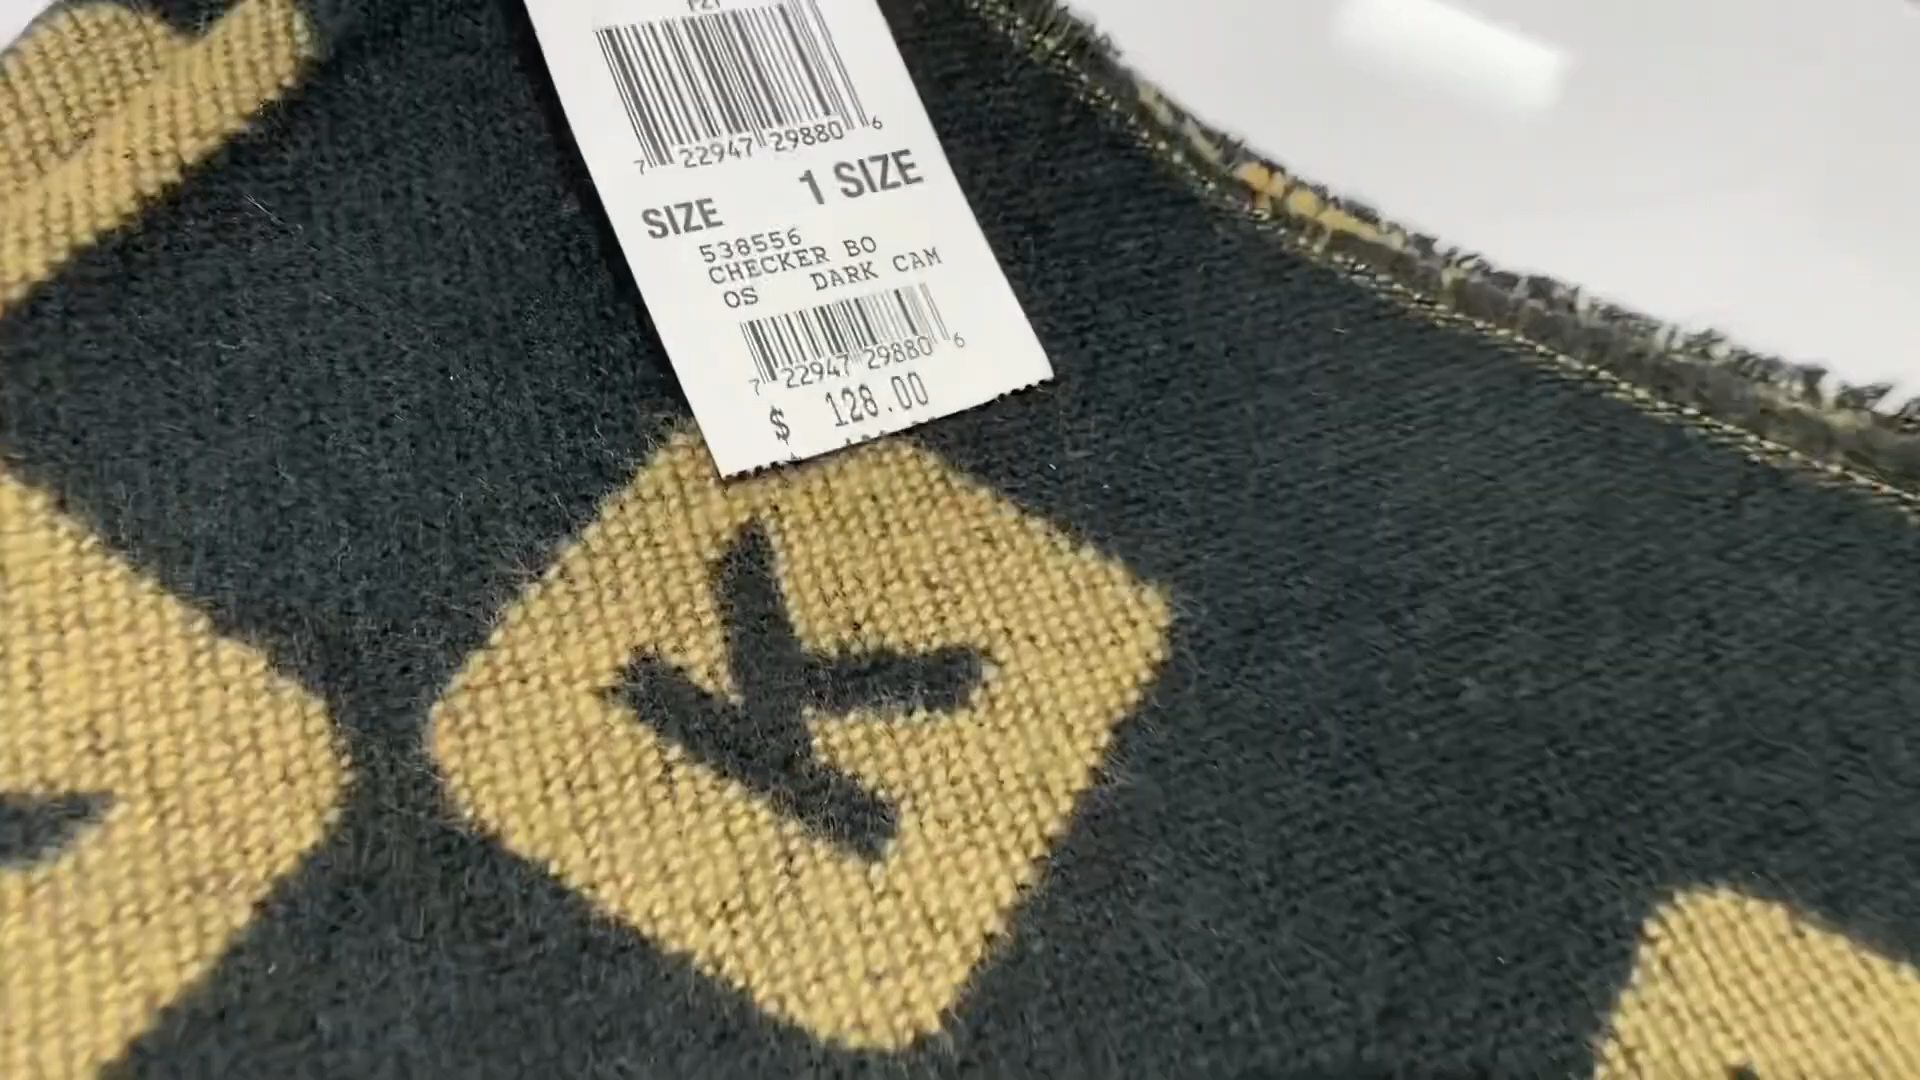 7 22947 29880 6
SIZE 1 SIZE
538556
CHECKER BO
OS DARK CAM
7 22947 29880 6
$ 128.00
K